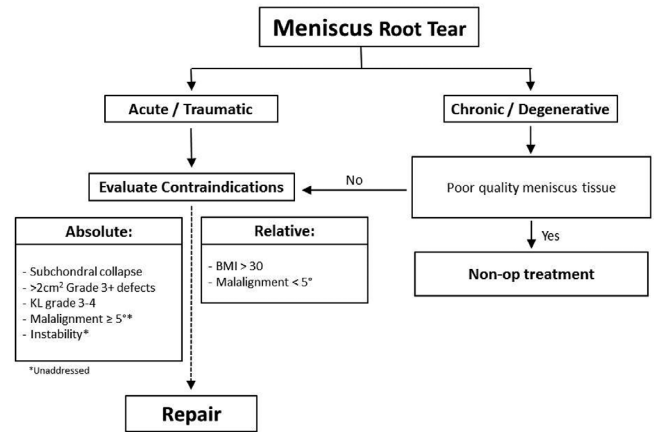 Meniscus Root Tear
Acute / Traumatic
Chronic / Degenerative
Evaluate Contraindications
No
Poor quality meniscus tissue
Absolute:
- Subchondral collapse
- >2cm² Grade 3+ defects
- KL grade 3-4
- Malalignment ≥ 5°*
- Instability*
*Unaddressed
Relative:
- BMI > 30
- Malalignment < 5°
Yes
Non-op treatment
Repair